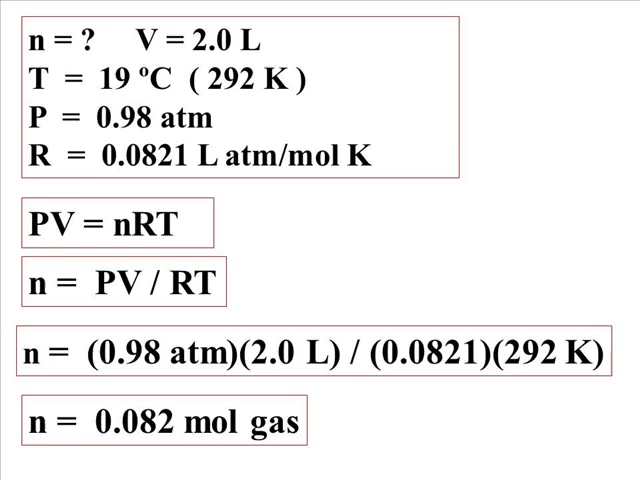 n = ? V = 2.0 L
T = 19 ºC ( 292 K )
P = 0.98 atm
R = 0.0821 L atm/mol K
PV = nRT
n = PV / RT
n = (0.98 atm)(2.0 L) / (0.0821)(292 K)
n = 0.082 mol gas